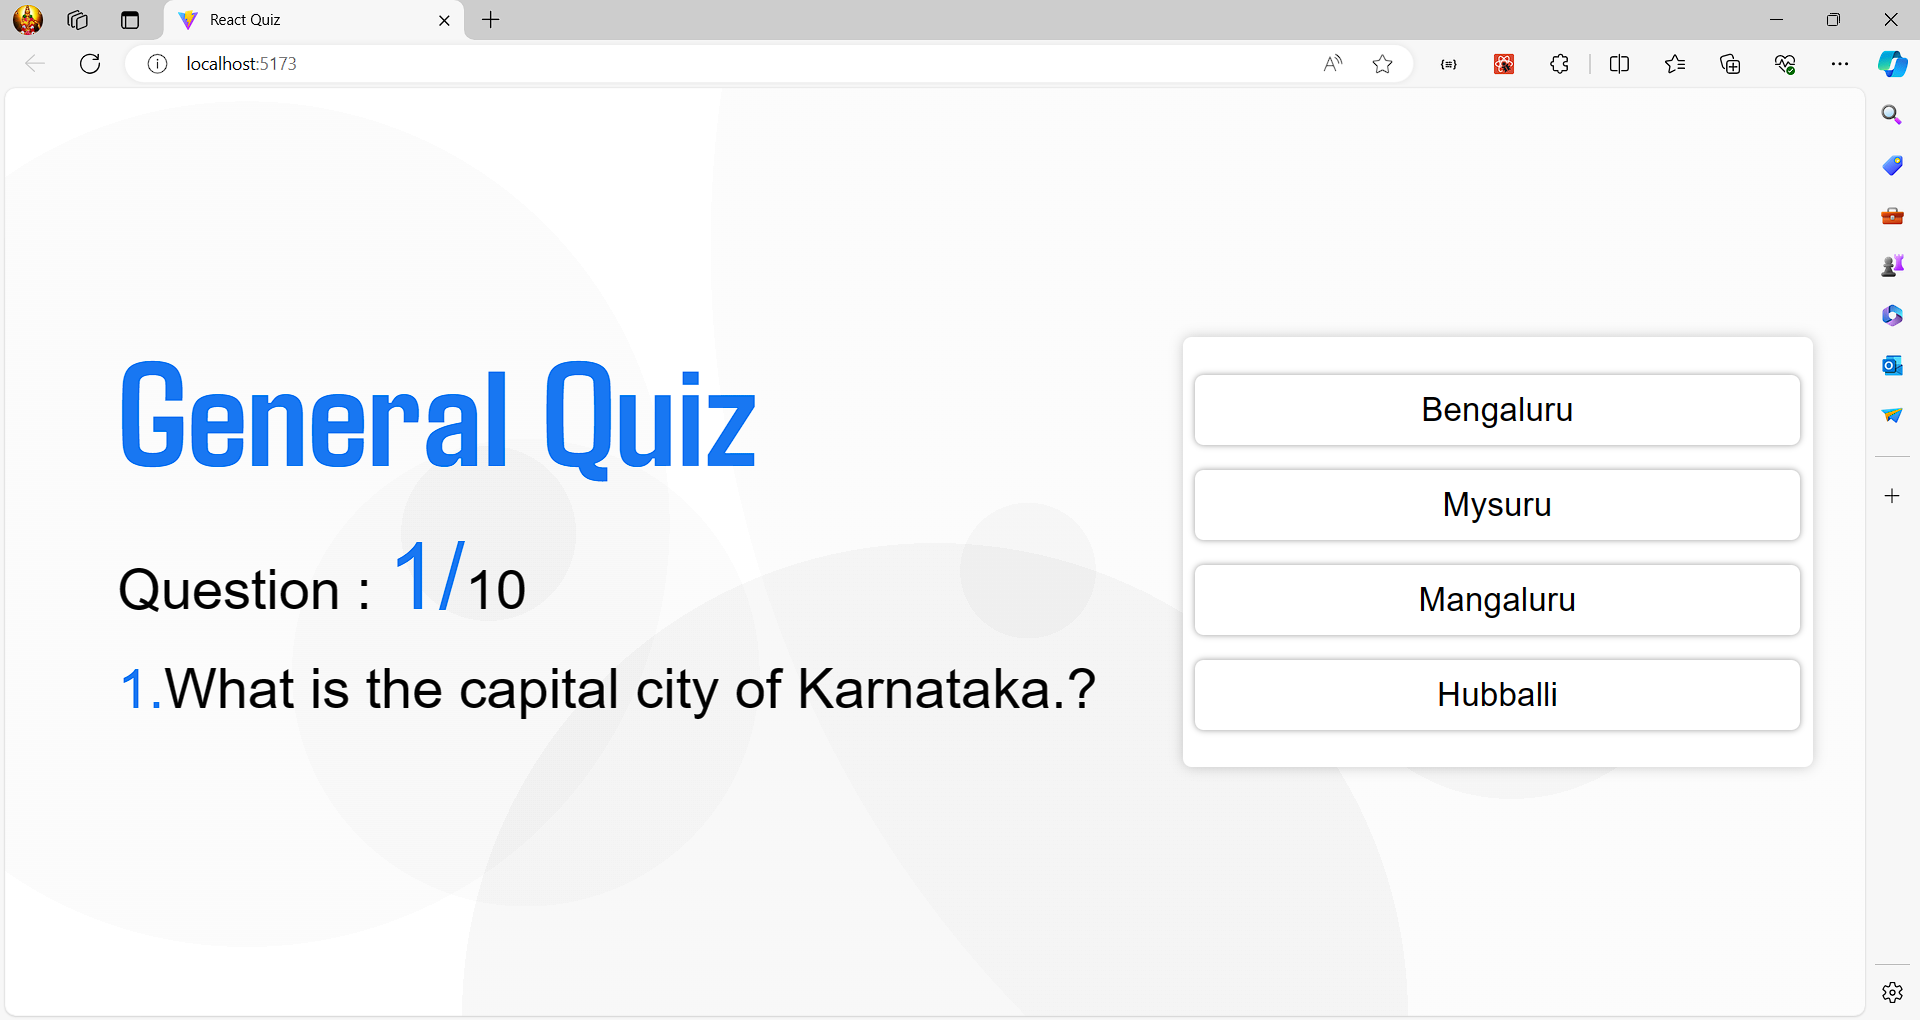 React Quiz
localhost:5173
General Quiz
Question : 1/10
1.What is the capital city of Karnataka.?
Bengaluru
Mysuru
Mangaluru
Hubballi